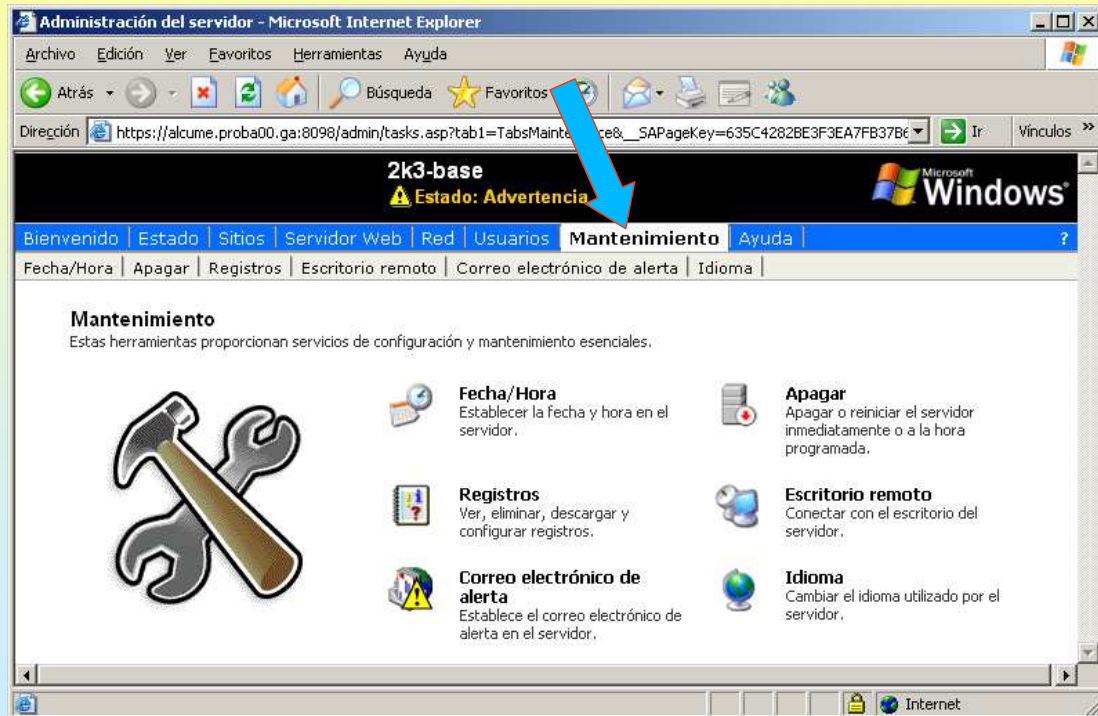 Administración del servidor - Microsoft Internet Explorer
Archivo Edición Ver Favoritos Herramientas Ayuda
Atrás Búsqueda Favoritos
Dirección https://alcume.proba00.ga:8098/admin/tasks.asp?tab1=TabsMainte ce&__SAPageKey=635C4282BE3F3EA7FB37B6 Ir Vínculos »
2k3-base
Estado: Advertencia
Microsoft
Windows
Bienvenido | Estado | Sitios | Servidor Web | Red | Usuarios | Mantenimiento | Ayuda | ?
Fecha/Hora | Apagar | Registros | Escritorio remoto | Correo electrónico de alerta | Idioma |
Mantenimiento
Estas herramientas proporcionan servicios de configuración y mantenimiento esenciales.
Fecha/Hora
Establecer la fecha y hora en el
servidor.
Apagar
Apagar o reiniciar el servidor
inmediatamente o a la hora
programada.
Registros
Ver, eliminar, descargar y
configurar registros.
Escritorio remoto
Conectar con el escritorio del
servidor.
Correo electrónico de
alerta
Establece el correo electrónico de
alerta en el servidor.
Idioma
Cambiar el idioma utilizado por el
servidor.
Internet